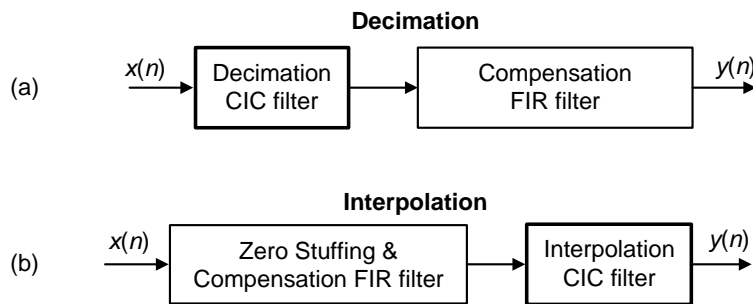 Decimation
(a)
x(n)
Decimation
CIC filter
Compensation
FIR filter
y(n)
Interpolation
(b)
x(n)
Zero Stuffing &
Compensation FIR filter
Interpolation
CIC filter
y(n)